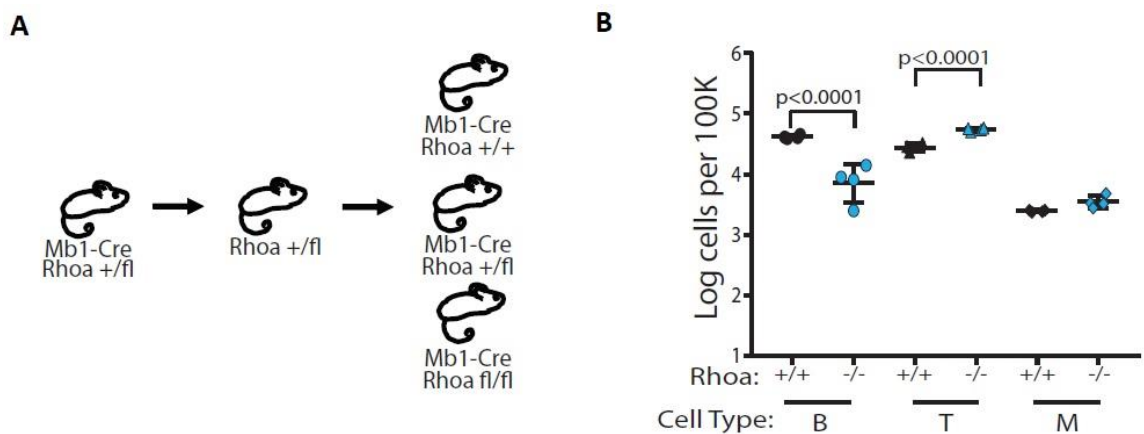 A
Mb1-Cre
Rhoa +/fl
Rhoa +/fl
Mb1-Cre
Rhoa +/+
Mb1-Cre
Rhoa +/fl
Mb1-Cre
Rhoa fl/fl
B
Log cells per 100K
6
5
4
3
2
1
p<0.0001
p<0.0001
Rhoa: +/+ -/- +/+ -/- +/+ -/-
Cell Type: B T M